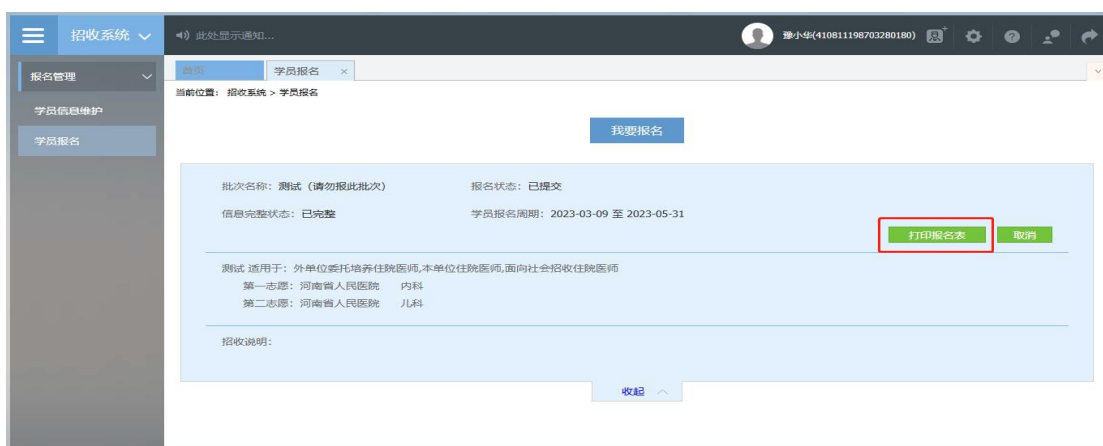 招收系统
此处显示通知...
豫小华(410811198703280180)
报名管理
学员信息维护
学员报名
首页
学员报名 ×
当前位置: 招收系统 > 学员报名
我要报名
批次名称: 测试 (请勿报此批次) 报名状态: 已提交
信息完整状态: 已完整 学员报名周期: 2023-03-09 至 2023-05-31
打印报名表 取消
测试 适用于: 外单位委托培养住院医师,本单位住院医师,面向社会招收住院医师
第一志愿: 河南省人民医院 内科
第二志愿: 河南省人民医院 儿科
招收说明:
收起